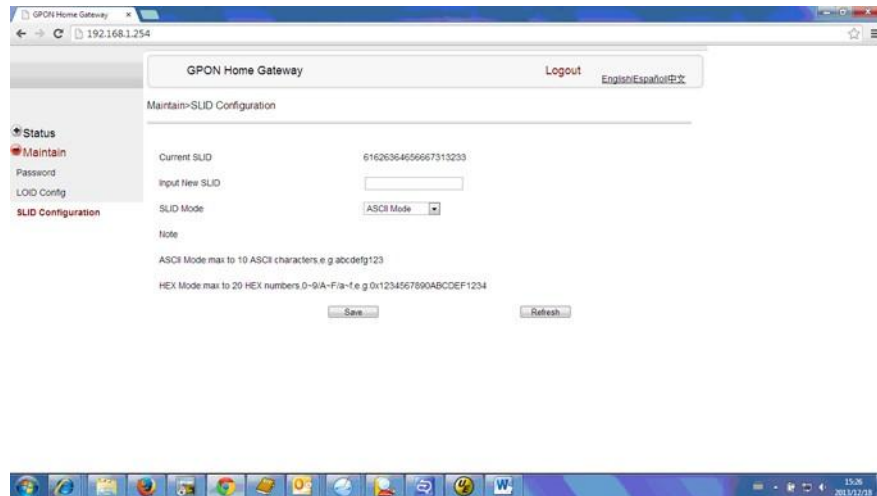 GPON Home Gateway
192.168.1.254
GPON Home Gateway
Logout
English|Español|中文
Maintain>SLID Configuration
Status
Maintain
Password
LOID Config
SLID Configuration
Current SLID 61626364656667313233
Input New SLID
SLID Mode ASCII Mode
Note
ASCII Mode:max to 10 ASCII characters,e.g.abcdefg123
HEX Mode:max to 20 HEX numbers,0~9/A~F/a~f,e.g.0x1234567890ABCDEF1234
Save Refresh
15:26
2013/12/18